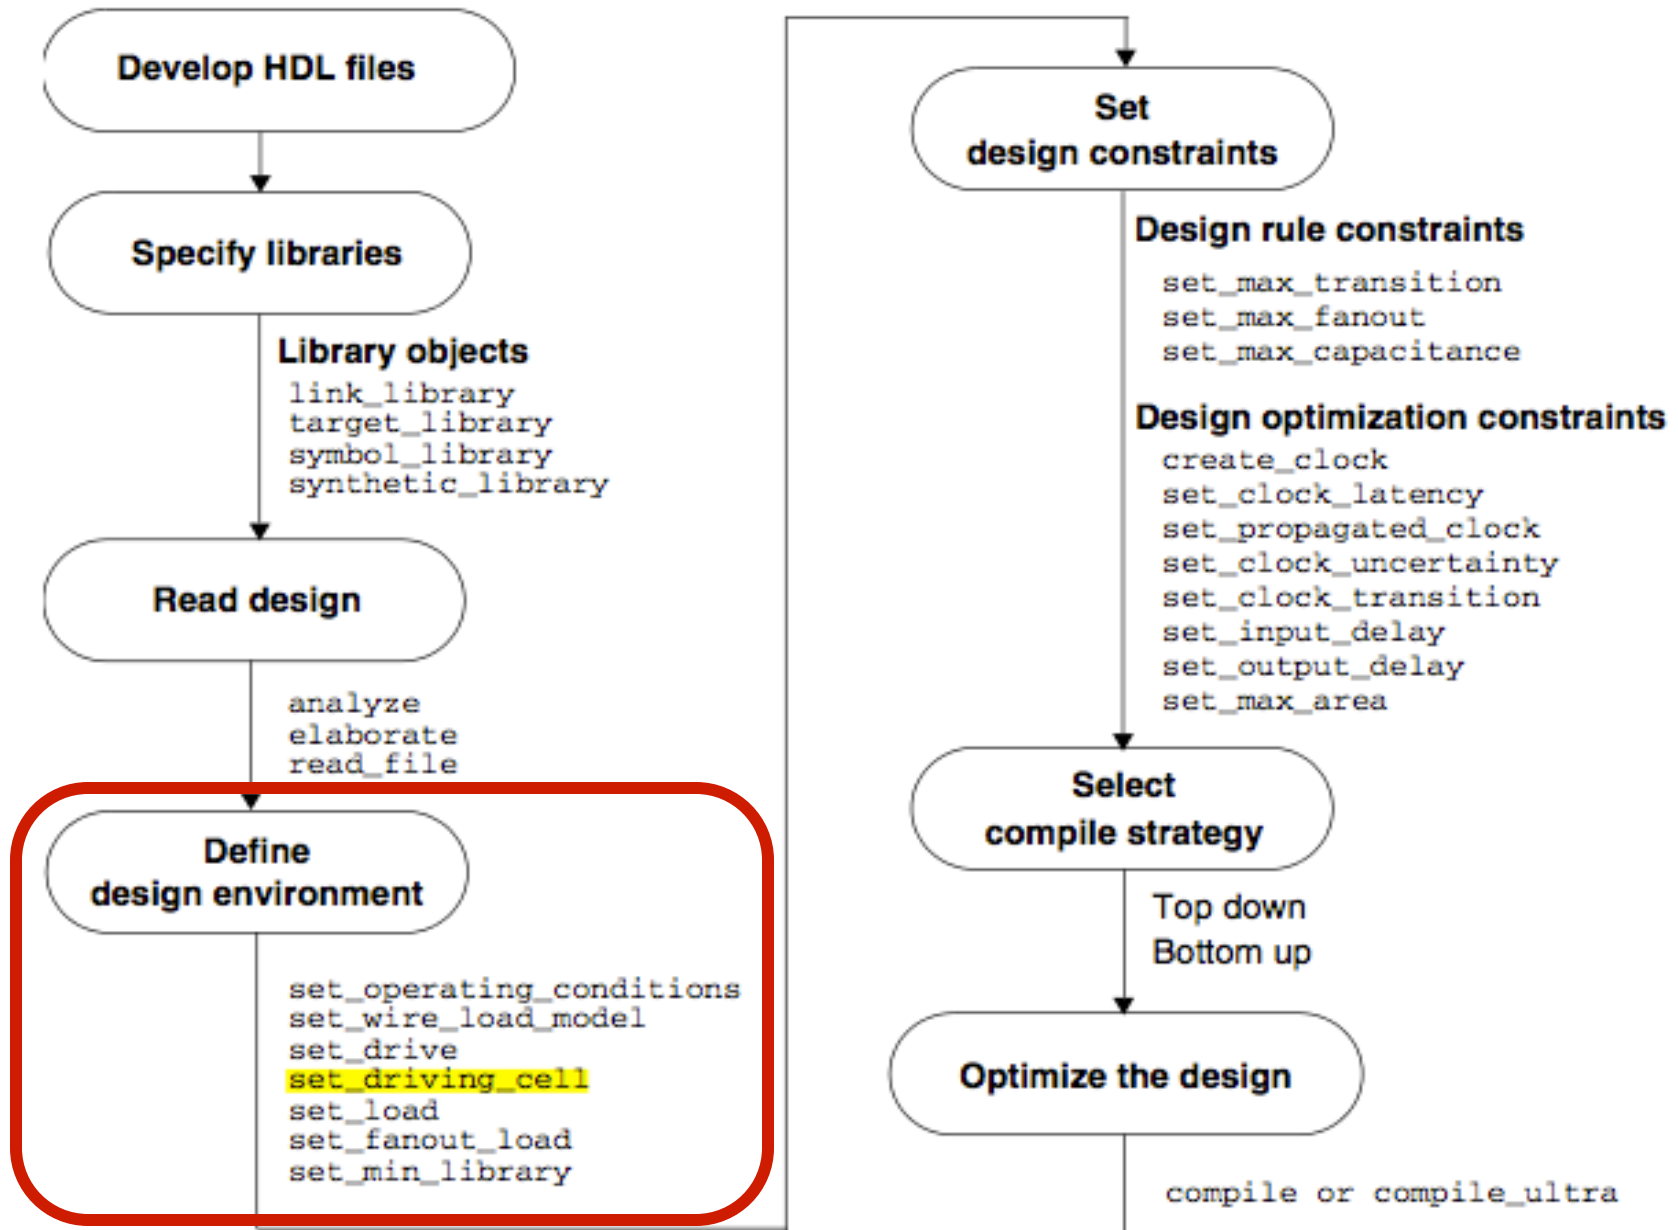 Develop HDL files
Specify libraries
Library objects
link_library
target_library
symbol_library
synthetic_library
Read design
analyze
elaborate
read_file
Define
design environment
set_operating_conditions
set_wire_load_model
set_drive
set_driving_cell
set_load
set_fanout_load
set_min_library
Set
design constraints
Design rule constraints
set_max_transition
set_max_fanout
set_max_capacitance
Design optimization constraints
create_clock
set_clock_latency
set_propagated_clock
set_clock_uncertainty
set_clock_transition
set_input_delay
set_output_delay
set_max_area
Select
compile strategy
Top down
Bottom up
Optimize the design
compile or compile_ultra